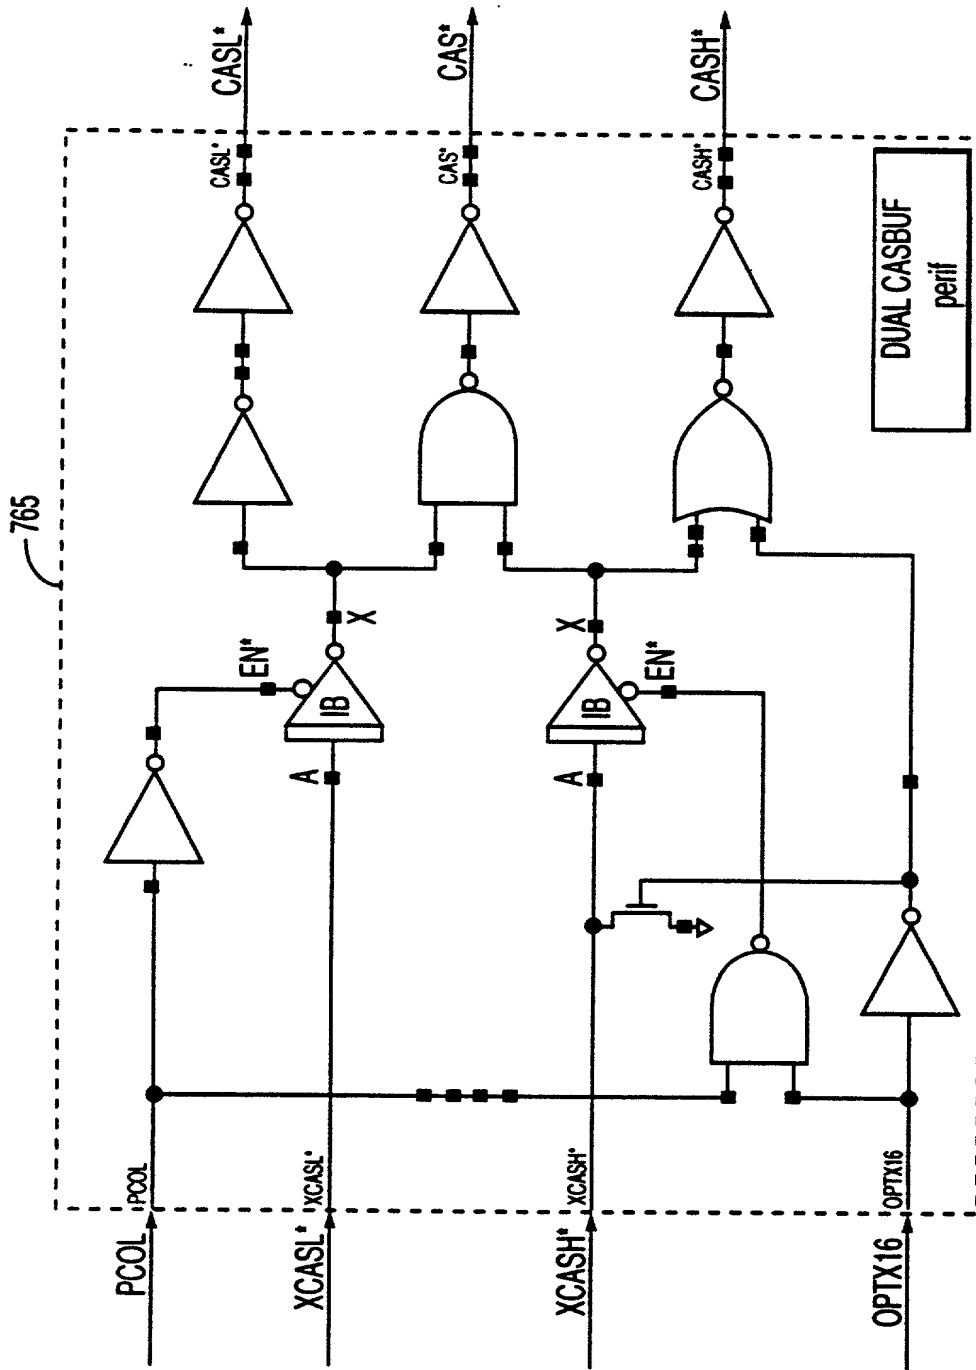 765
CASL*
CAS*
CASH*
CASL*
CAS*
CASH*
DUAL CASBUF
perif
EN*
X
IB
A
X
EN*
IB
A
PCOL
XCASL*
XCASH*
OPTX16
PCOL
XCASL*
XCASH*
OPTX16